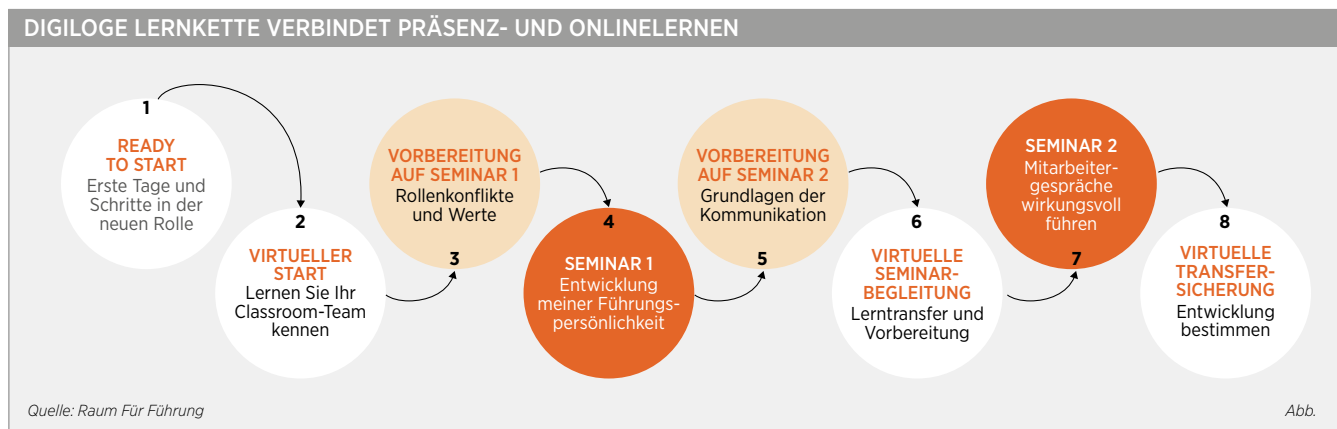 DIGILOGE LERNKETTE VERBINDET PRÄSENZ- UND ONLINELERNEN
1
READY
TO START
Erste Tage und
Schritte in der
neuen Rolle
2
VIRTUELLER
START
Lernen Sie Ihr
Classroom-Team
kennen
VORBEREITUNG
AUF SEMINAR 1
Rollenkonflikte
und Werte
3
4
SEMINAR 1
Entwicklung
meiner Führungs-
persönlichkeit
VORBEREITUNG
AUF SEMINAR 2
Grundlagen der
Kommunikation
5
6
VIRTUELLE
SEMINAR-
BEGLEITUNG
Lerntransfer und
Vorbereitung
SEMINAR 2
Mitarbeiter-
gespräche
wirkungsvoll
führen
7
8
VIRTUELLE
TRANSFER-
SICHERUNG
Entwicklung
bestimmen
Quelle: Raum Für Führung
Abb.